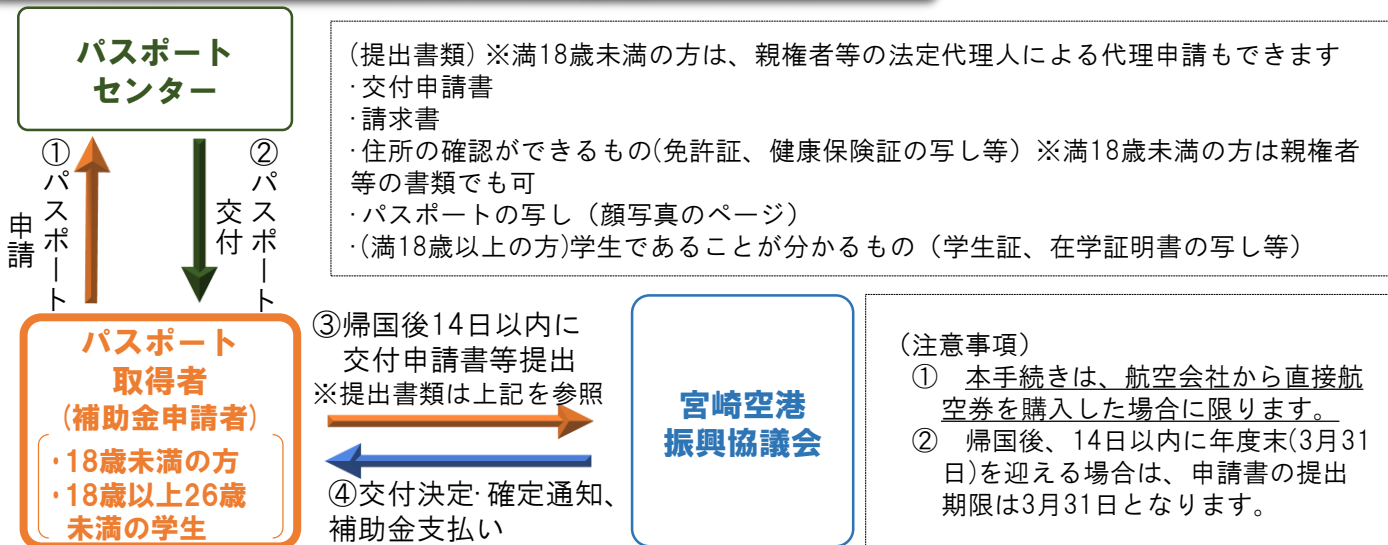 パスポート
センター
(提出書類)※満18歳未満の方は、親権者等の法定代理人による代理申請もできます
·交付申請書
·請求書
·住所の確認ができるもの(免許証、健康保険証の写し等）※満18歳未満の方は親権者
等の書類でも可
·パスポートの写し（顔写真のページ）
·(満18歳以上の方)学生であることが分かるもの（学生証、在学証明書の写し等）
①パスポート
申請
②パスポート
交付
パスポート
取得者
(補助金申請者)
・18歳未満の方
・18歳以上26歳
未満の学生
③帰国後14日以内に
交付申請書等提出
※提出書類は上記を参照
④交付決定·確定通知、
補助金支払い
宮崎空港
振興協議会
（注意事項）
①　本手続きは、航空会社から直接航
空券を購入した場合に限ります。
②　帰国後、14日以内に年度末(3月31
日)を迎える場合は、申請書の提出
期限は3月31日となります。